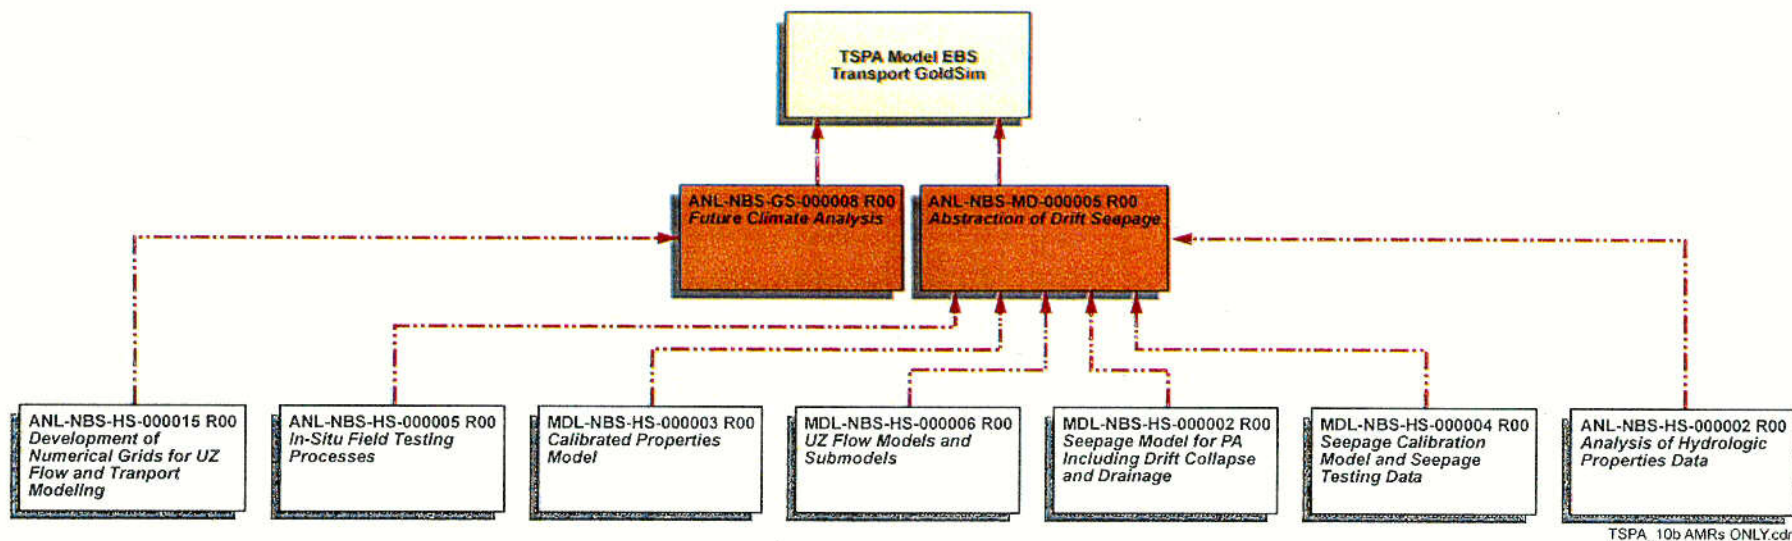 TSPA Model EBS
Transport GoldSim
ANL-NBS-GS-000008 R00
Future Climate Analysis
ANL-NBS-MD-000005 R00
Abstraction of Drift Seepage
ANL-NBS-HS-000015 R00
Development of
Numerical Grids for UZ
Flow and Tranport
Modeling
ANL-NBS-HS-000005 R00
In-Situ Field Testing
Processes
MDL-NBS-HS-000003 R00
Calibrated Properties
Model
MDL-NBS-HS-000006 R00
UZ Flow Models and
Submodels
MDL-NBS-HS-000002 R00
Seepage Model for PA
Including Drift Collapse
and Drainage
MDL-NBS-HS-000004 R00
Seepage Calibration
Model and Seepage
Testing Data
ANL-NBS-HS-000002 R00
Analysis of Hydrologic
Properties Data
TSPA_10b AMRs ONLY.cdr